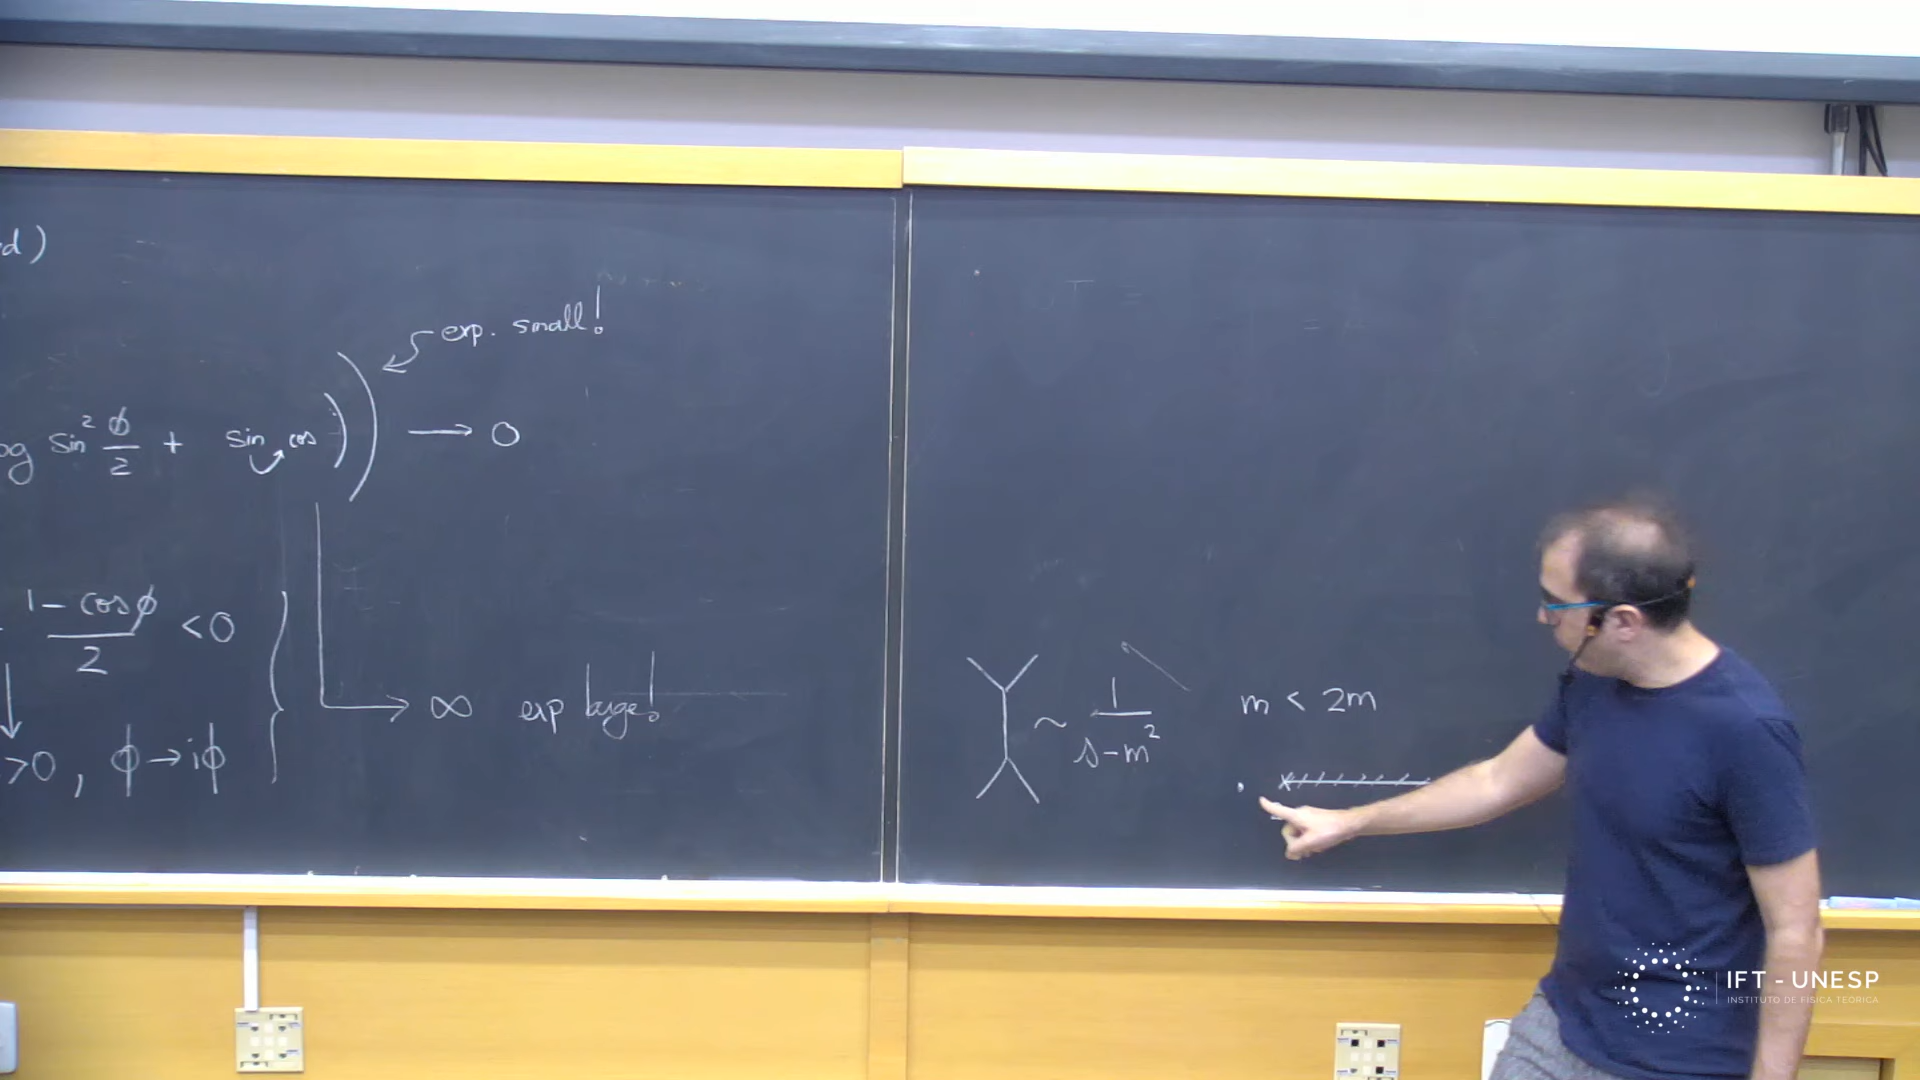 d)
exp. small!
og sin² ϕ/2 + sin cos ) ) → 0
1 - cos ϕ / 2 < 0
→ ∞ exp large!
>0 , ϕ → iϕ
~ 1 / s - m²
m < 2m
IFT - UNESP
INSTITUTO DE FÍSICA TEÓRICA